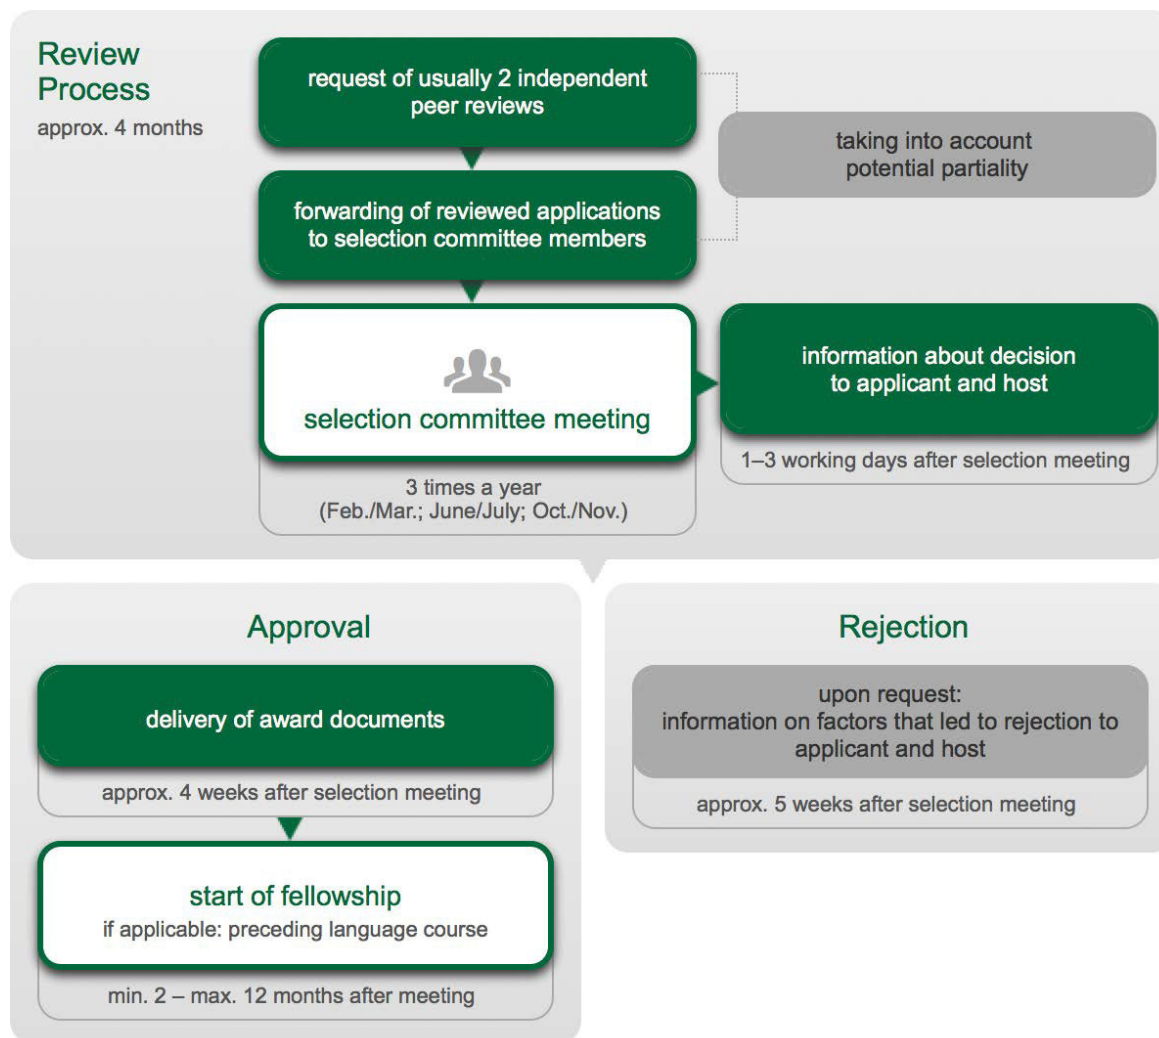 Review
Process
approx. 4 months
request of usually 2 independent
peer reviews
taking into account
potential partiality
forwarding of reviewed applications
to selection committee members
selection committee meeting
3 times a year
(Feb./Mar.; June/July; Oct./Nov.)
information about decision
to applicant and host
1–3 working days after selection meeting
Approval
delivery of award documents
approx. 4 weeks after selection meeting
start of fellowship
if applicable: preceding language course
min. 2 – max. 12 months after meeting
Rejection
upon request:
information on factors that led to rejection to
applicant and host
approx. 5 weeks after selection meeting